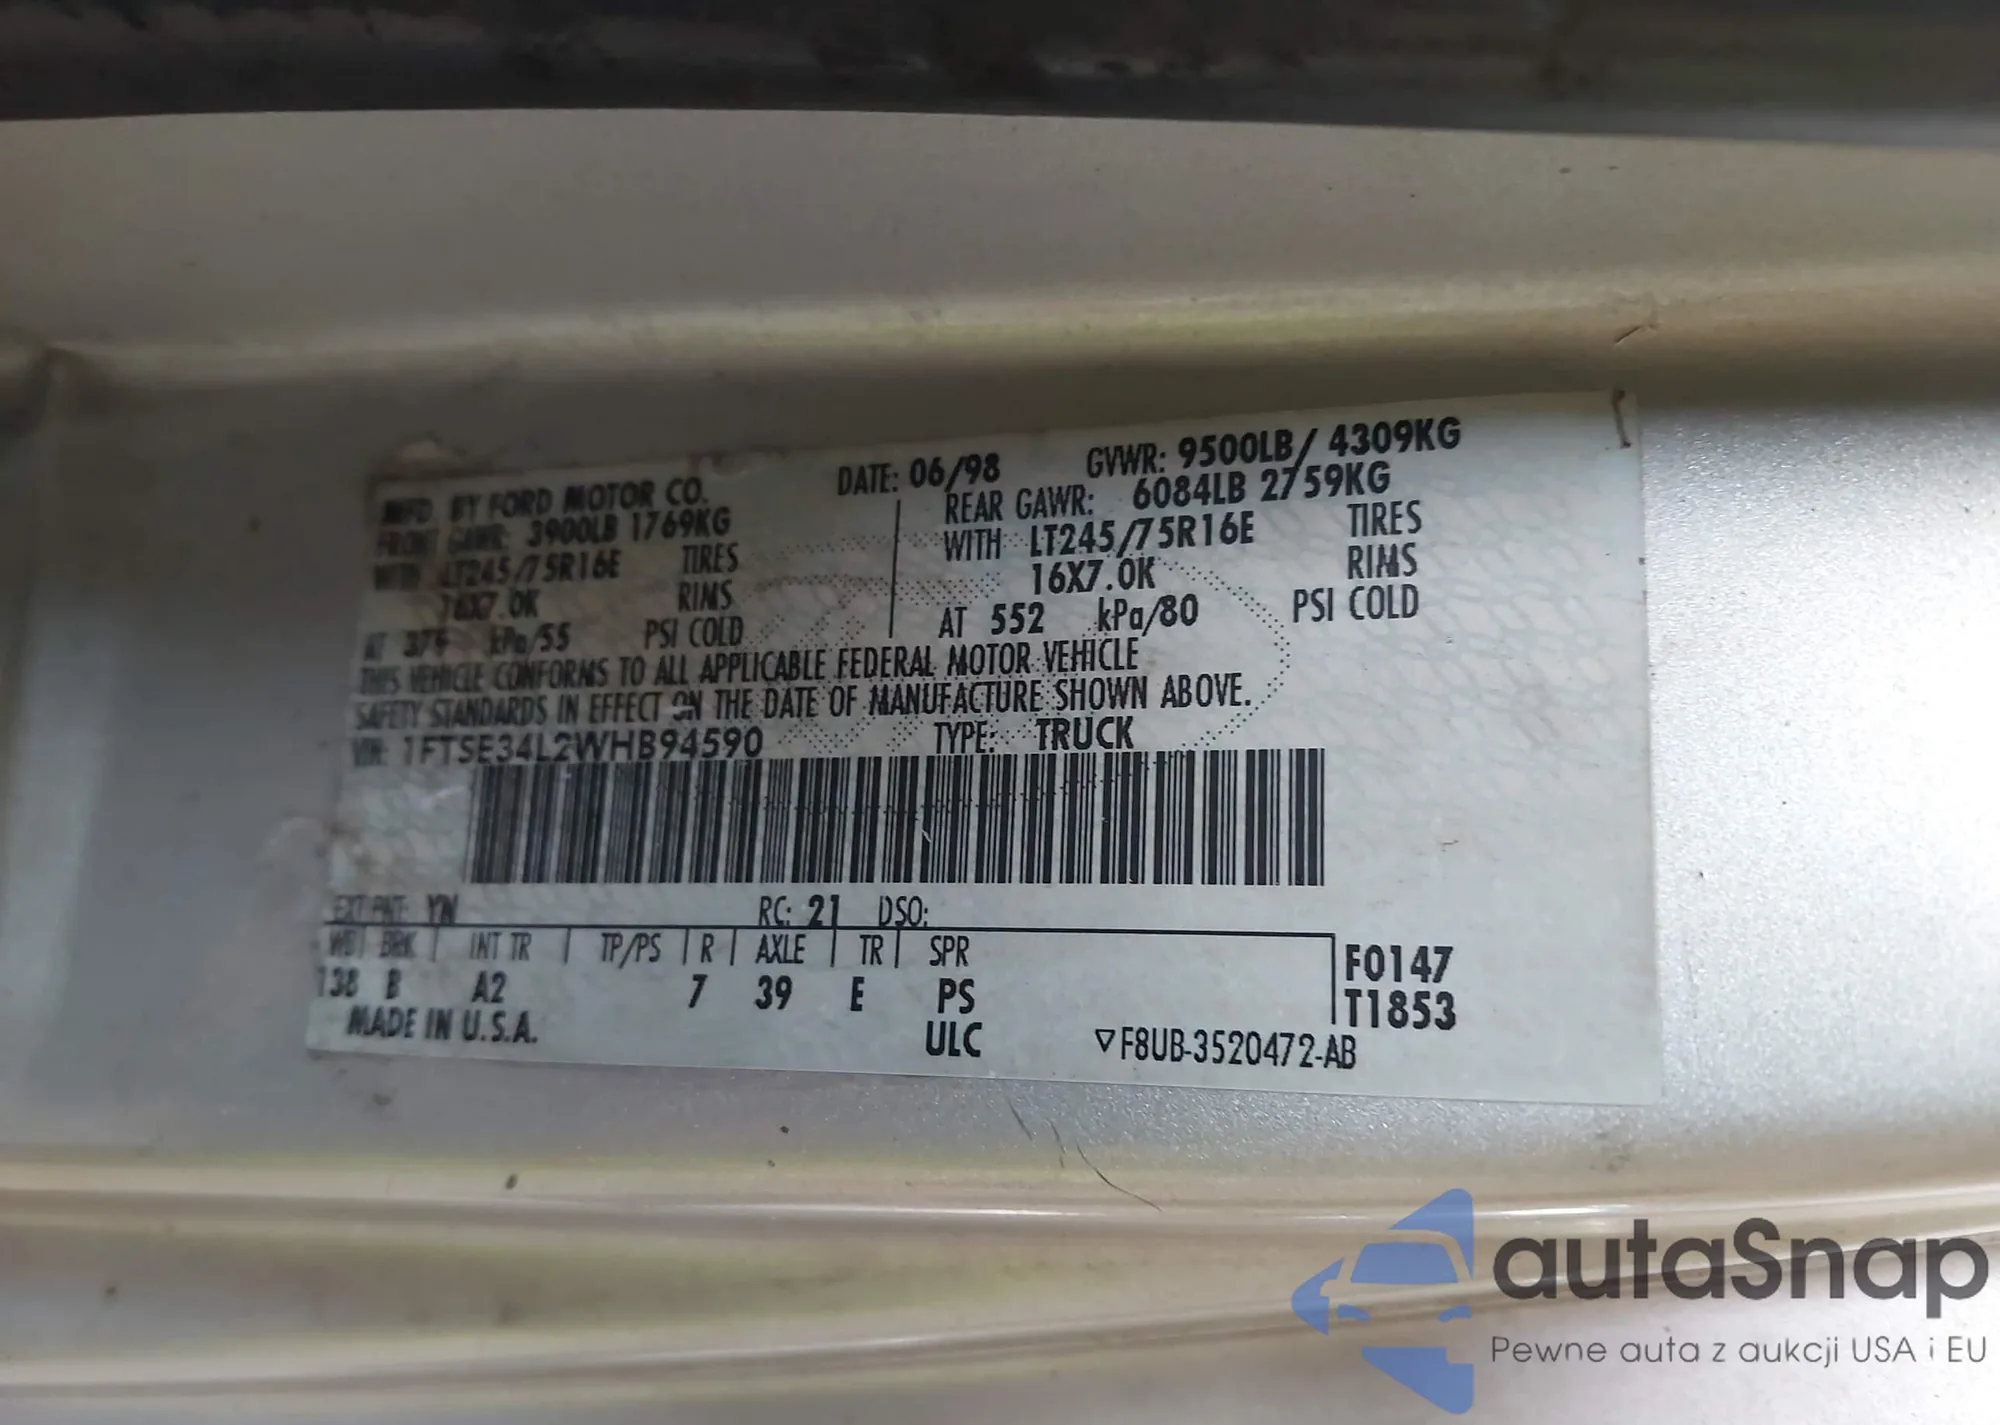 MFD. BY FORD MOTOR CO. DATE: 06/98 GVWR: 9500LB/ 4309KG
FRONT GAWR: 3900LB 1769KG REAR GAWR: 6084LB 2759KG
WITH LT245/75R16E TIRES WITH LT245/75R16E TIRES
16X7.0K RIMS 16X7.0K RIMS
AT 379 kPa/55 PSI COLD AT 552 kPa/80 PSI COLD
THIS VEHICLE CONFORMS TO ALL APPLICABLE FEDERAL MOTOR VEHICLE
SAFETY STANDARDS IN EFFECT ON THE DATE OF MANUFACTURE SHOWN ABOVE.
VIN: 1FTSE34L2WHB94590 TYPE: TRUCK
EXT PNT: YN RC: 21 DSO:
WB BRK INT TR TP/PS R AXLE TR SPR F0147
138 B A2 7 39 E PS T1853
MADE IN U.S.A. ULC ▽F8UB-3520472-AB
autaSnap
Pewne auta z aukcji USA i EU